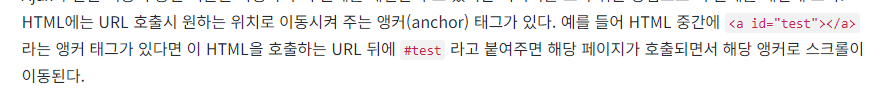 HTML에는 URL 호출시 원하는 위치로 이동시켜 주는 앵커(anchor) 태그가 있다. 예를 들어 HTML 중간에 <a id="test"></a>
라는 앵커 태그가 있다면 이 HTML을 호출하는 URL 뒤에 #test 라고 붙여주면 해당 페이지가 호출되면서 해당 앵커로 스크롤이
이동된다.